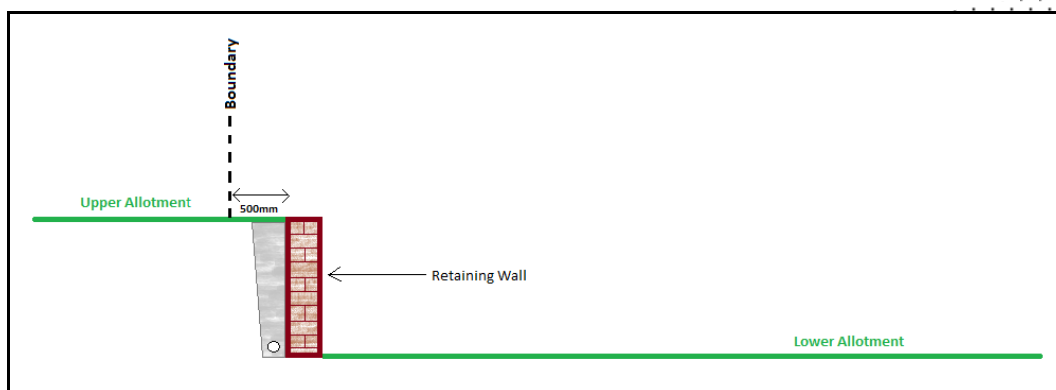 Boundary
Upper Allotment
500mm
Retaining Wall
Lower Allotment